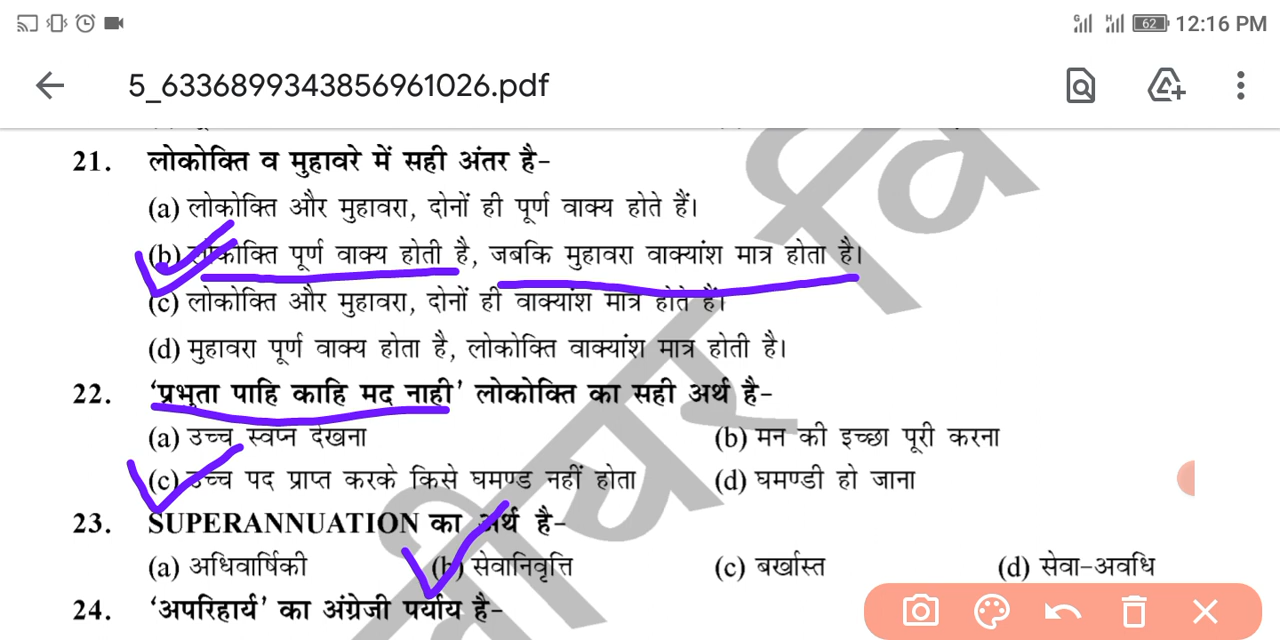 62 12:16 PM
5_6336899343856961026.pdf
21. लोकोक्ति व मुहावरे में सही अंतर है-
(a) लोकोक्ति और मुहावरा, दोनों ही पूर्ण वाक्य होते हैं।
(b) लोकोक्ति पूर्ण वाक्य होती है, जबकि मुहावरा वाक्यांश मात्र होता है।
(c) लोकोक्ति और मुहावरा, दोनों ही वाक्यांश मात्र होते हैं।
(d) मुहावरा पूर्ण वाक्य होता है, लोकोक्ति वाक्यांश मात्र होती है।
22. 'प्रभुता पाहि काहि मद नाही' लोकोक्ति का सही अर्थ है-
(a) उच्च स्वप्न देखना (b) मन की इच्छा पूरी करना
(c) उच्च पद प्राप्त करके किसे घमण्ड नहीं होता (d) घमण्डी हो जाना
23. SUPERANNUATION का अर्थ है-
(a) अधिवार्षिकी (b) सेवानिवृत्ति (c) बर्खास्त (d) सेवा-अवधि
24. 'अपरिहार्य' का अंग्रेजी पर्याय है-